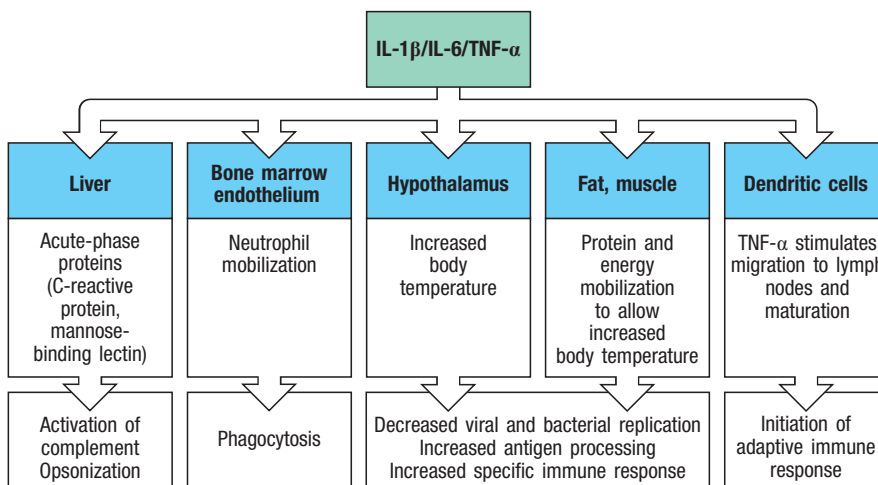 IL-1β/IL-6/TNF-α
Liver
Bone marrow
endothelium
Hypothalamus
Fat, muscle
Dendritic cells
Acute-phase
proteins
(C-reactive
protein,
mannose-
binding lectin)
Neutrophil
mobilization
Increased
body
temperature
Protein and
energy
mobilization
to allow
increased
body temperature
TNF-α stimulates
migration to lymph
nodes and
maturation
Activation of
complement
Opsonization
Phagocytosis
Decreased viral and bacterial replication
Increased antigen processing
Increased specific immune response
Initiation of
adaptive immune
response